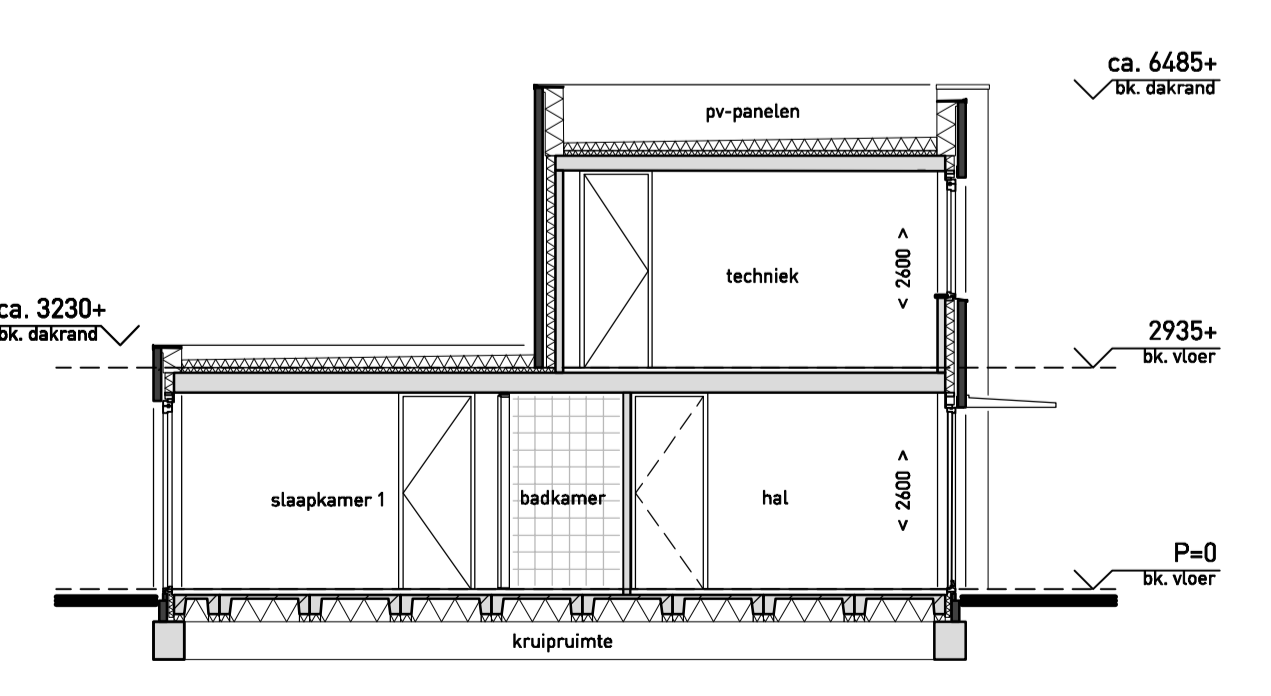 ca. 6485+
bk. dakrand
pv-panelen
techniek
< 2600 >
ca. 3230+
bk. dakrand
2935+
bk. vloer
slaapkamer 1
badkamer
hal
< 2600 >
P=0
bk. vloer
kruipruimte